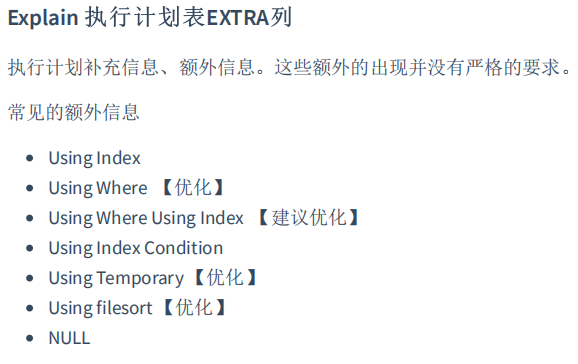 Explain 执行计划表EXTRA列
执行计划补充信息、额外信息。这些额外的出现并没有严格的要求。
常见的额外信息
Using Index
Using Where 【优化】
Using Where Using Index 【建议优化】
Using Index Condition
Using Temporary【优化】
Using filesort【优化】
NULL